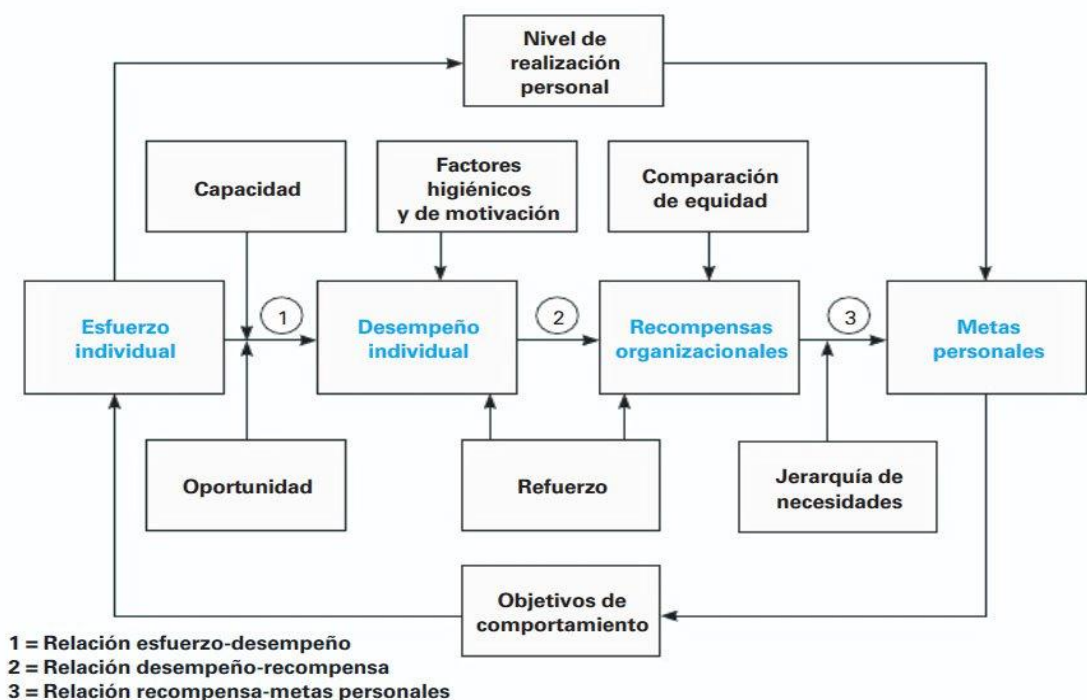 Nivel de
realización
personal
Capacidad
Factores
higiénicos
y de motivación
Comparación
de equidad
Esfuerzo
individual
1
Desempeño
individual
2
Recompensas
organizacionales
3
Metas
personales
Oportunidad
Refuerzo
Jerarquía de
necesidades
Objetivos de
comportamiento
1 = Relación esfuerzo-desempeño
2 = Relación desempeño-recompensa
3 = Relación recompensa-metas personales